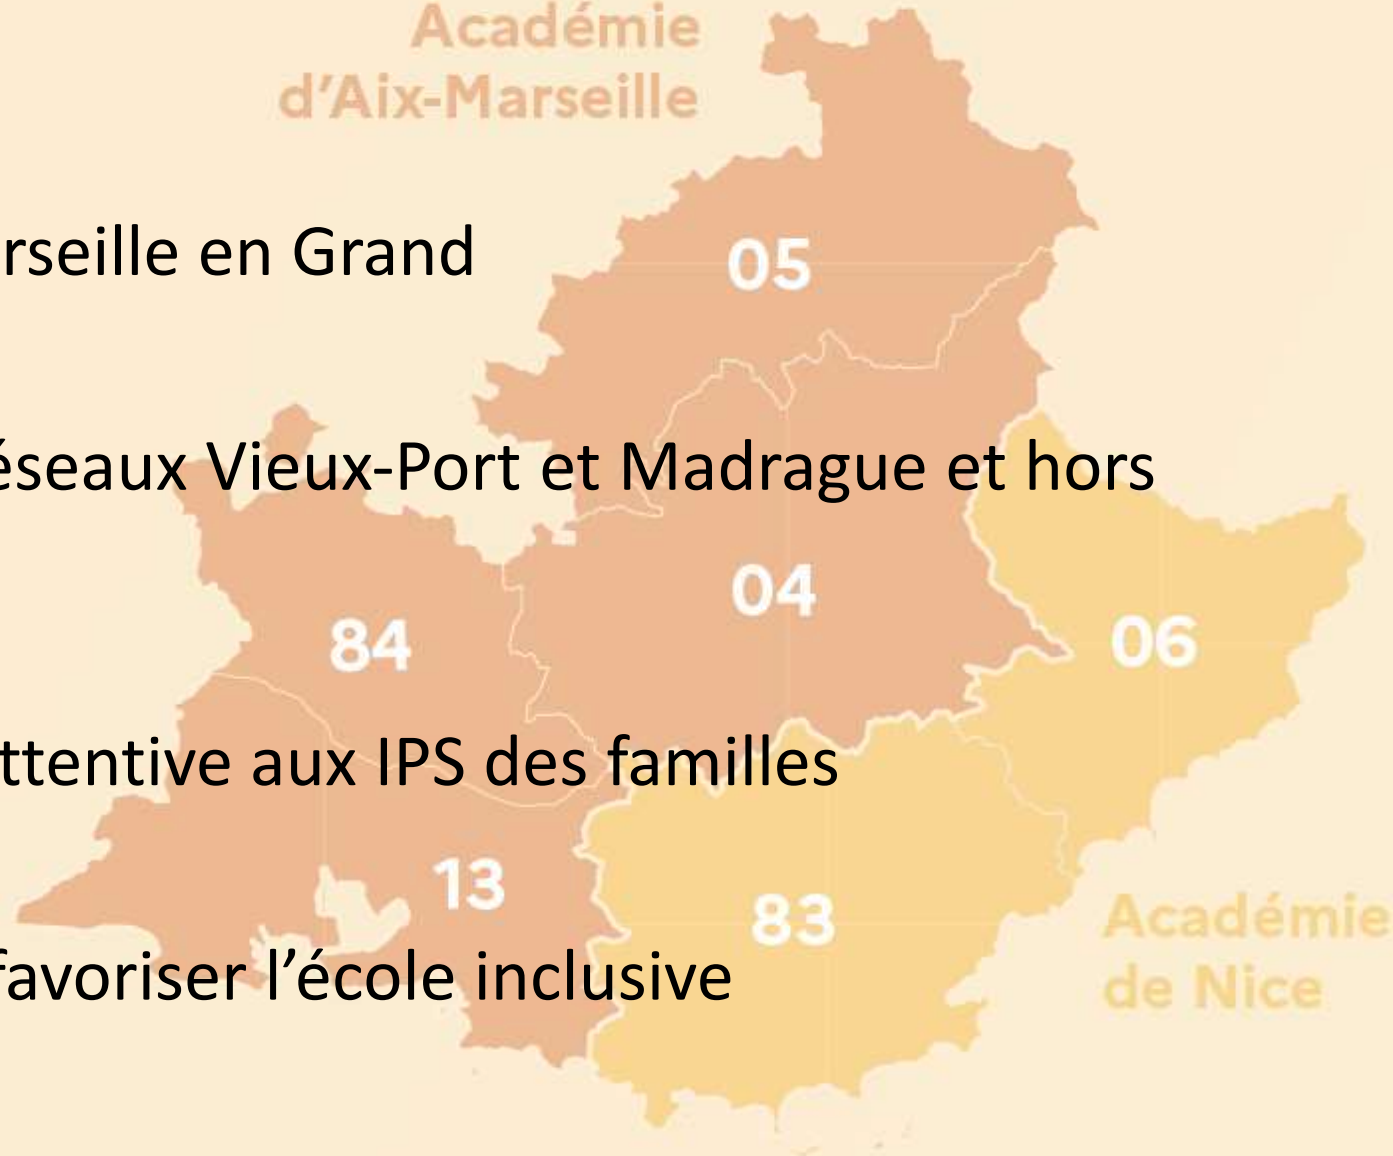 Académie
d'Aix-Marseille
rseille en Grand
05
éseaux Vieux-Port et Madrague et hors
04
84
06
ttentive aux IPS des familles
13
83
Académie
de Nice
favoriser l'école inclusive